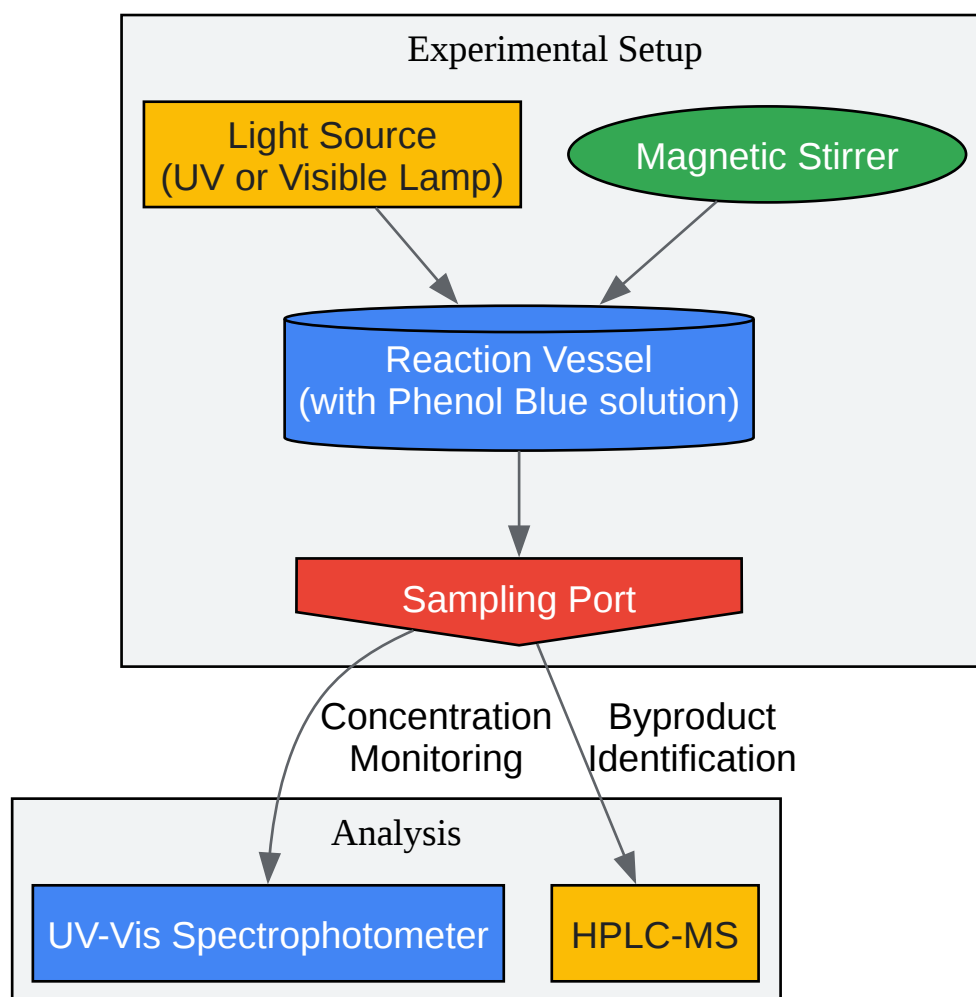 Experimental Setup
Light Source
(UV or Visible Lamp)
Magnetic Stirrer
Reaction Vessel
(with Phenol Blue solution)
Sampling Port
Concentration
Monitoring
Byproduct
Identification
Analysis
UV-Vis Spectrophotometer
HPLC-MS